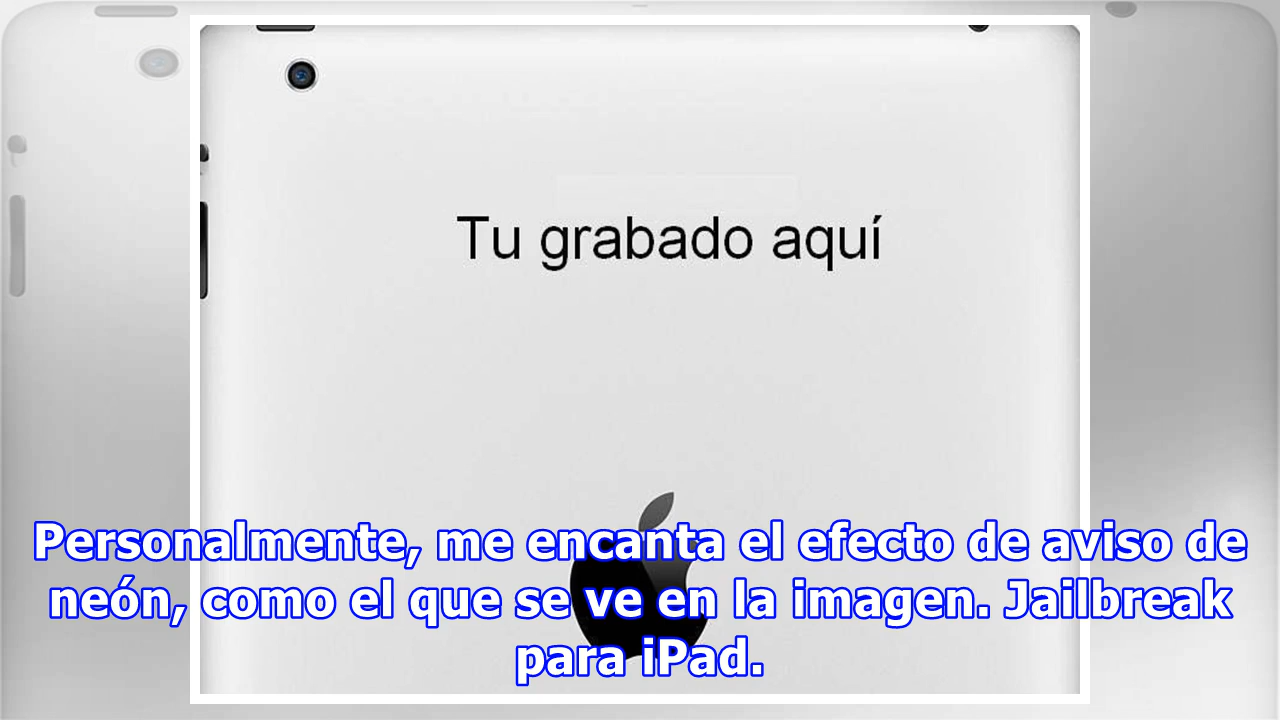 Tu grabado aquí
Personalmente, me encanta el efecto de aviso de
neón, como el que se ve en la imagen. Jailbreak
para iPad.